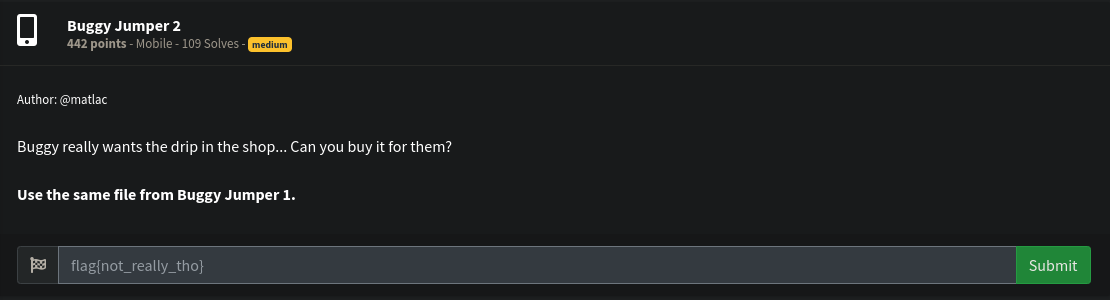 Buggy Jumper 2
442 points - Mobile - 109 Solves - medium
Author: @matlac
Buggy really wants the drip in the shop... Can you buy it for them?
Use the same file from Buggy Jumper 1.
flag{not_really_tho}
Submit